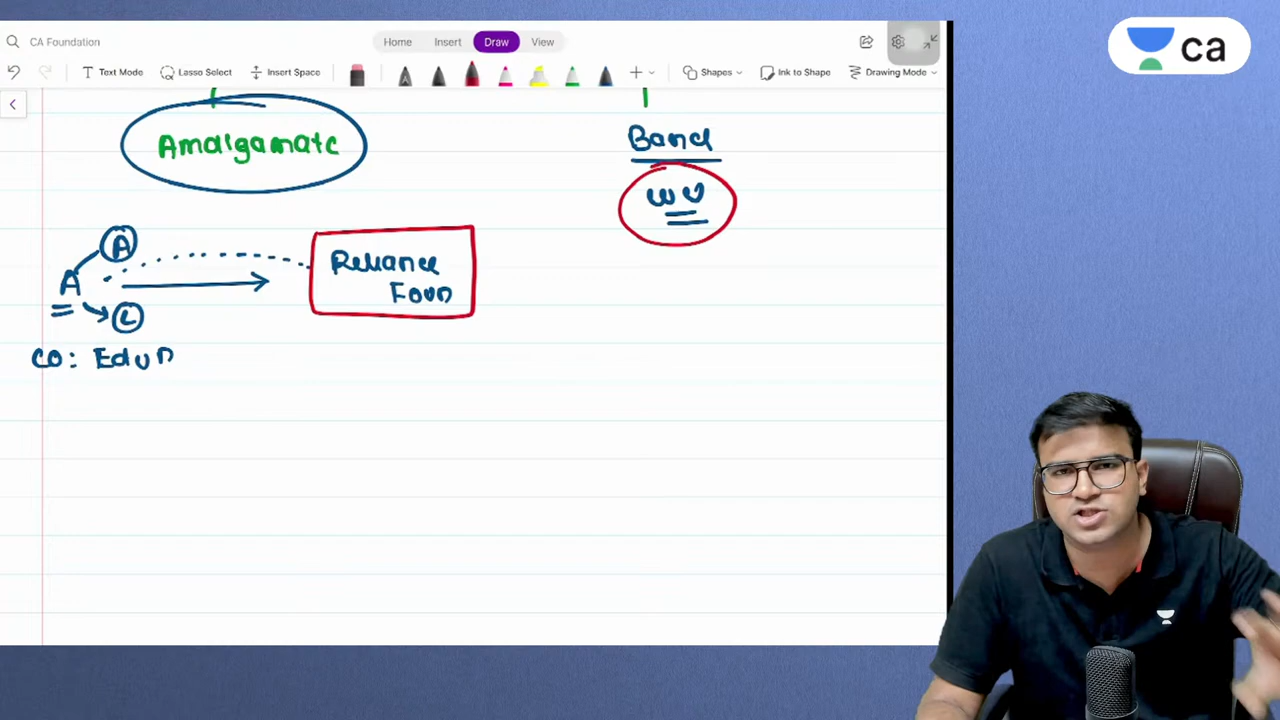 CA Foundation
Home Insert Draw View
Text Mode Lasso Select Insert Space Shapes Ink to Shape Drawing Mode
ca
Amalgamate
Band
WU
A
A
Reliance
Foun
L
CO: Edun